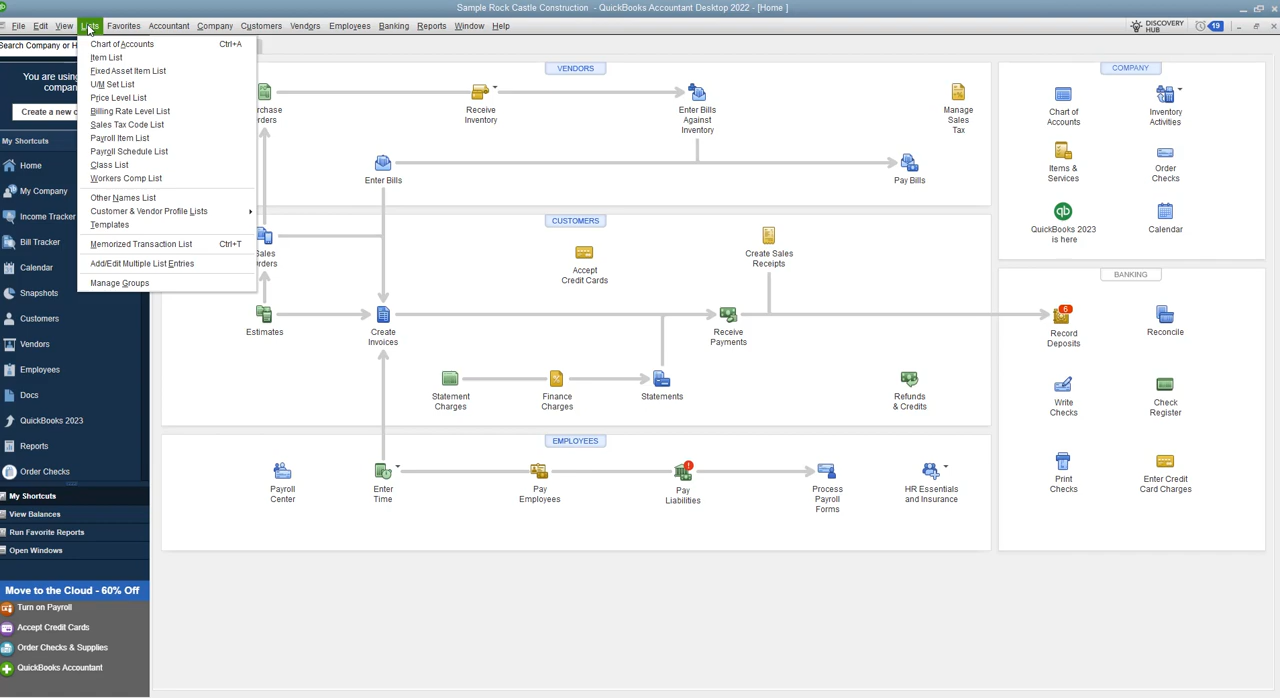 Sample Rock Castle Construction - QuickBooks Accountant Desktop 2022 - [Home ]
File Edit View Lists Favorites Accountant Company Customers Vendors Employees Banking Reports Window Help
DISCOVERY
HUB
19
Search Company or H
You are using
compan
Create a new c
My Shortcuts
Home
My Company
Income Tracker
Bill Tracker
Calendar
Snapshots
Customers
Vendors
Employees
Docs
QuickBooks 2023
Reports
Order Checks
My Shortcuts
View Balances
Run Favorite Reports
Open Windows
Move to the Cloud - 60% Off
Turn on Payroll
Accept Credit Cards
Order Checks & Supplies
QuickBooks Accountant
Chart of Accounts Ctrl+A
Item List
Fixed Asset Item List
U/M Set List
Price Level List
Billing Rate Level List
Sales Tax Code List
Payroll Item List
Payroll Schedule List
Class List
Workers Comp List
Other Names List
Customer & Vendor Profile Lists
Templates
Memorized Transaction List Ctrl+T
Add/Edit Multiple List Entries
Manage Groups
VENDORS
rchase
rders
Receive
Inventory
Enter Bills
Against
Inventory
Manage
Sales
Tax
Enter Bills
Pay Bills
CUSTOMERS
Sales
Orders
Accept
Credit Cards
Create Sales
Receipts
Estimates
Create
Invoices
Receive
Payments
Statement
Charges
Finance
Charges
Statements
Refunds
& Credits
EMPLOYEES
Payroll
Center
Enter
Time
Pay
Employees
Pay
Liabilities
Process
Payroll
Forms
HR Essentials
and Insurance
COMPANY
Chart of
Accounts
Inventory
Activities
Items &
Services
Order
Checks
qb
QuickBooks 2023
is here
Calendar
BANKING
6
Record
Deposits
Reconcile
Write
Checks
Check
Register
Print
Checks
Enter Credit
Card Charges